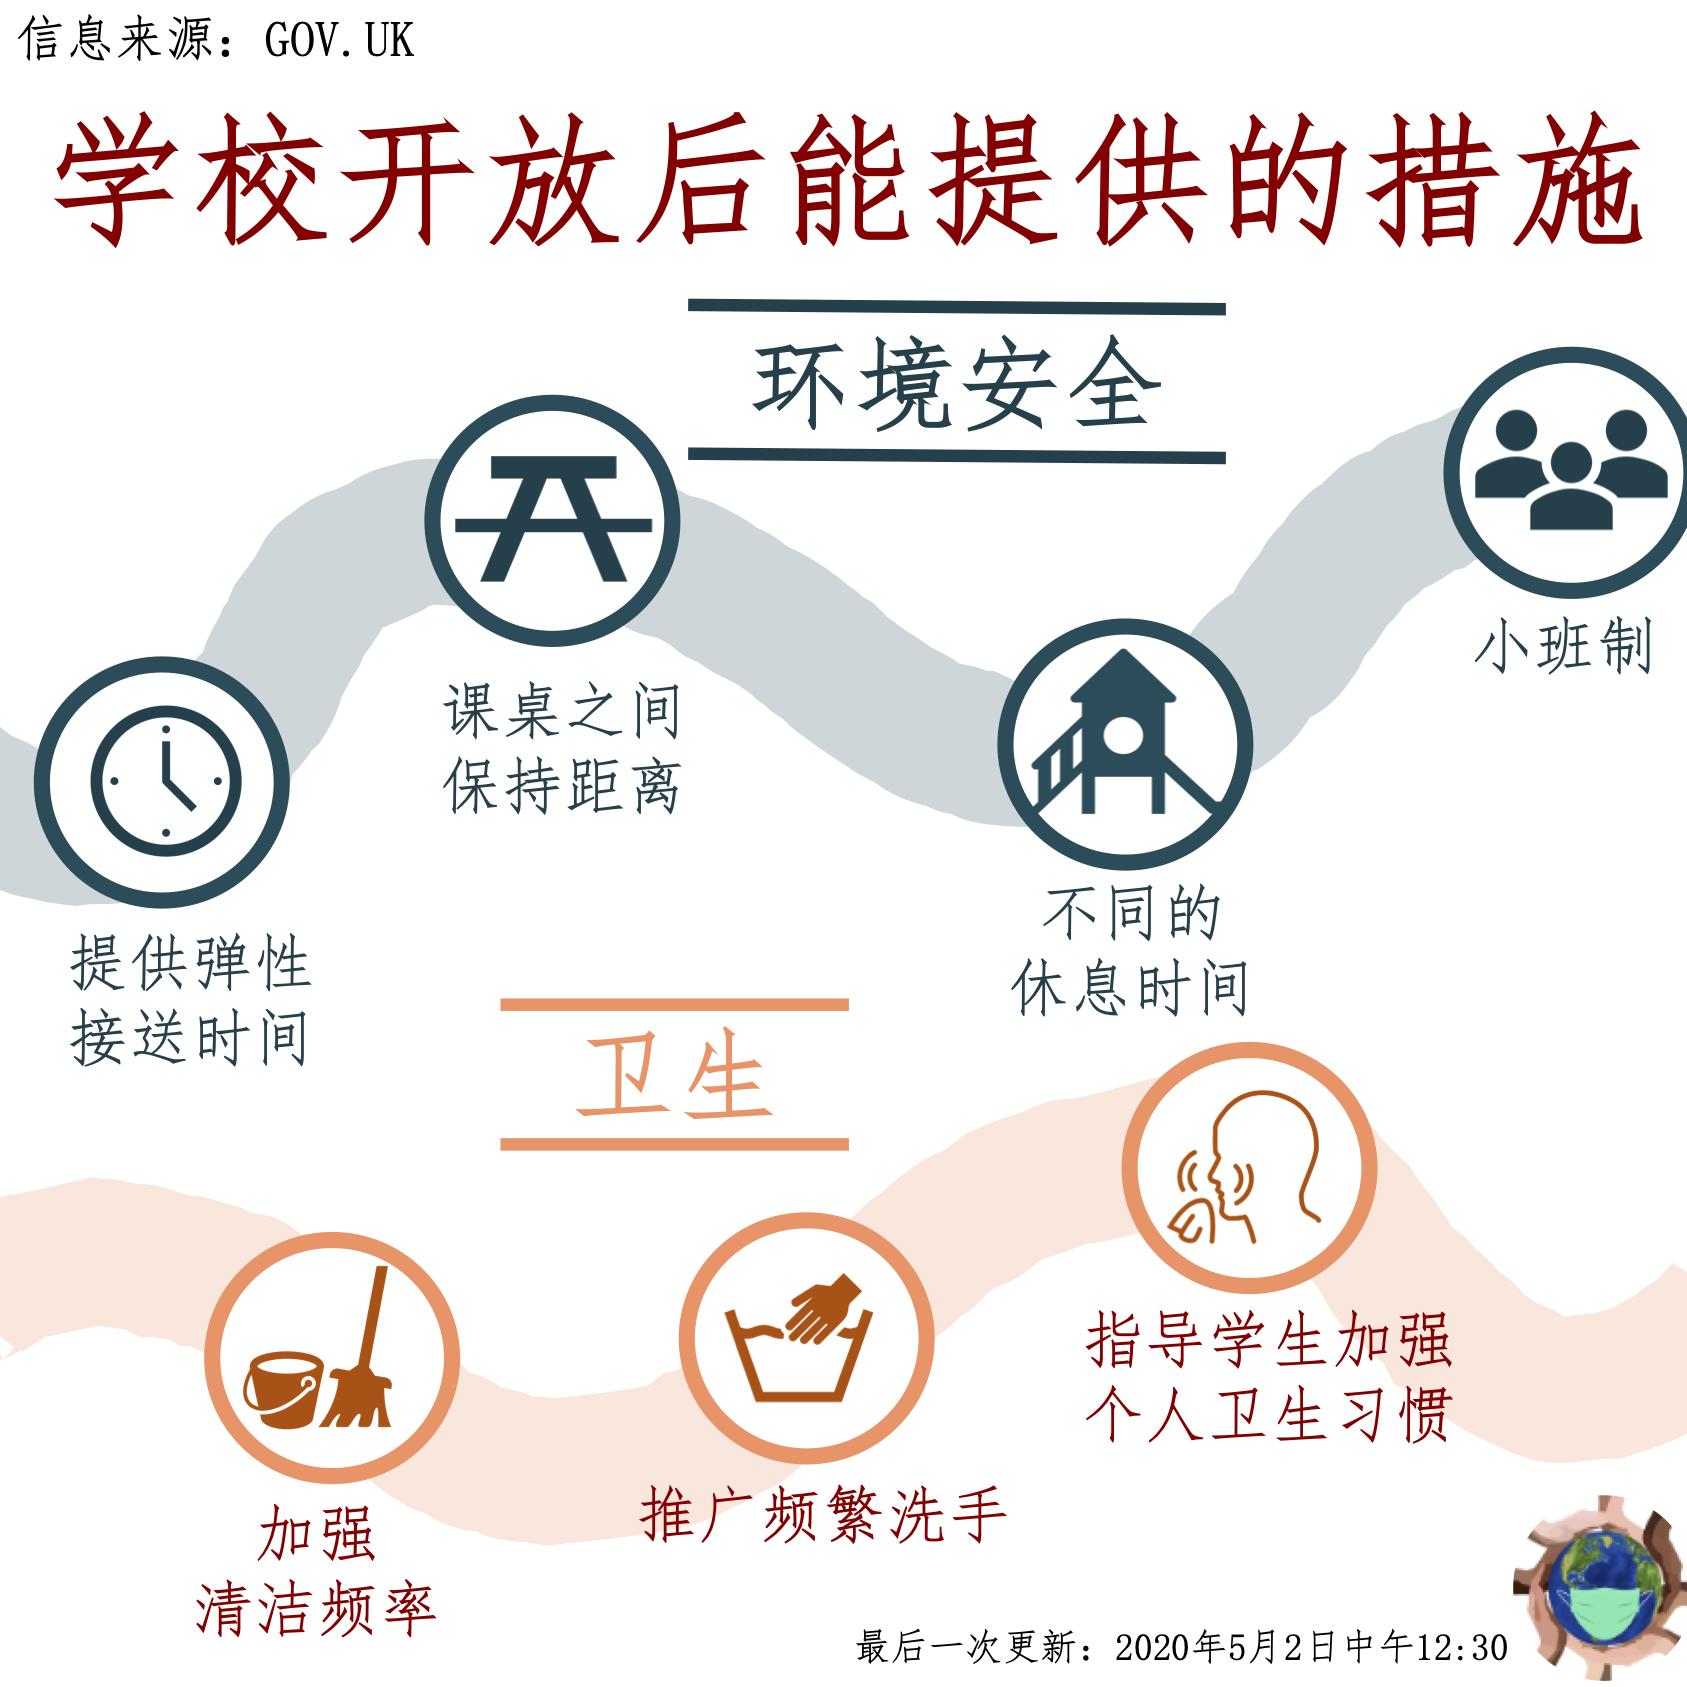 信息来源：GOV.UK
学校开放后能提供的措施
环境安全
小班制
课桌之间
保持距离
不同的
休息时间
提供弹性
接送时间
卫生
指导学生加强
个人卫生习惯
推广频繁洗手
加强
清洁频率
最后一次更新：2020年5月2日中午12:30